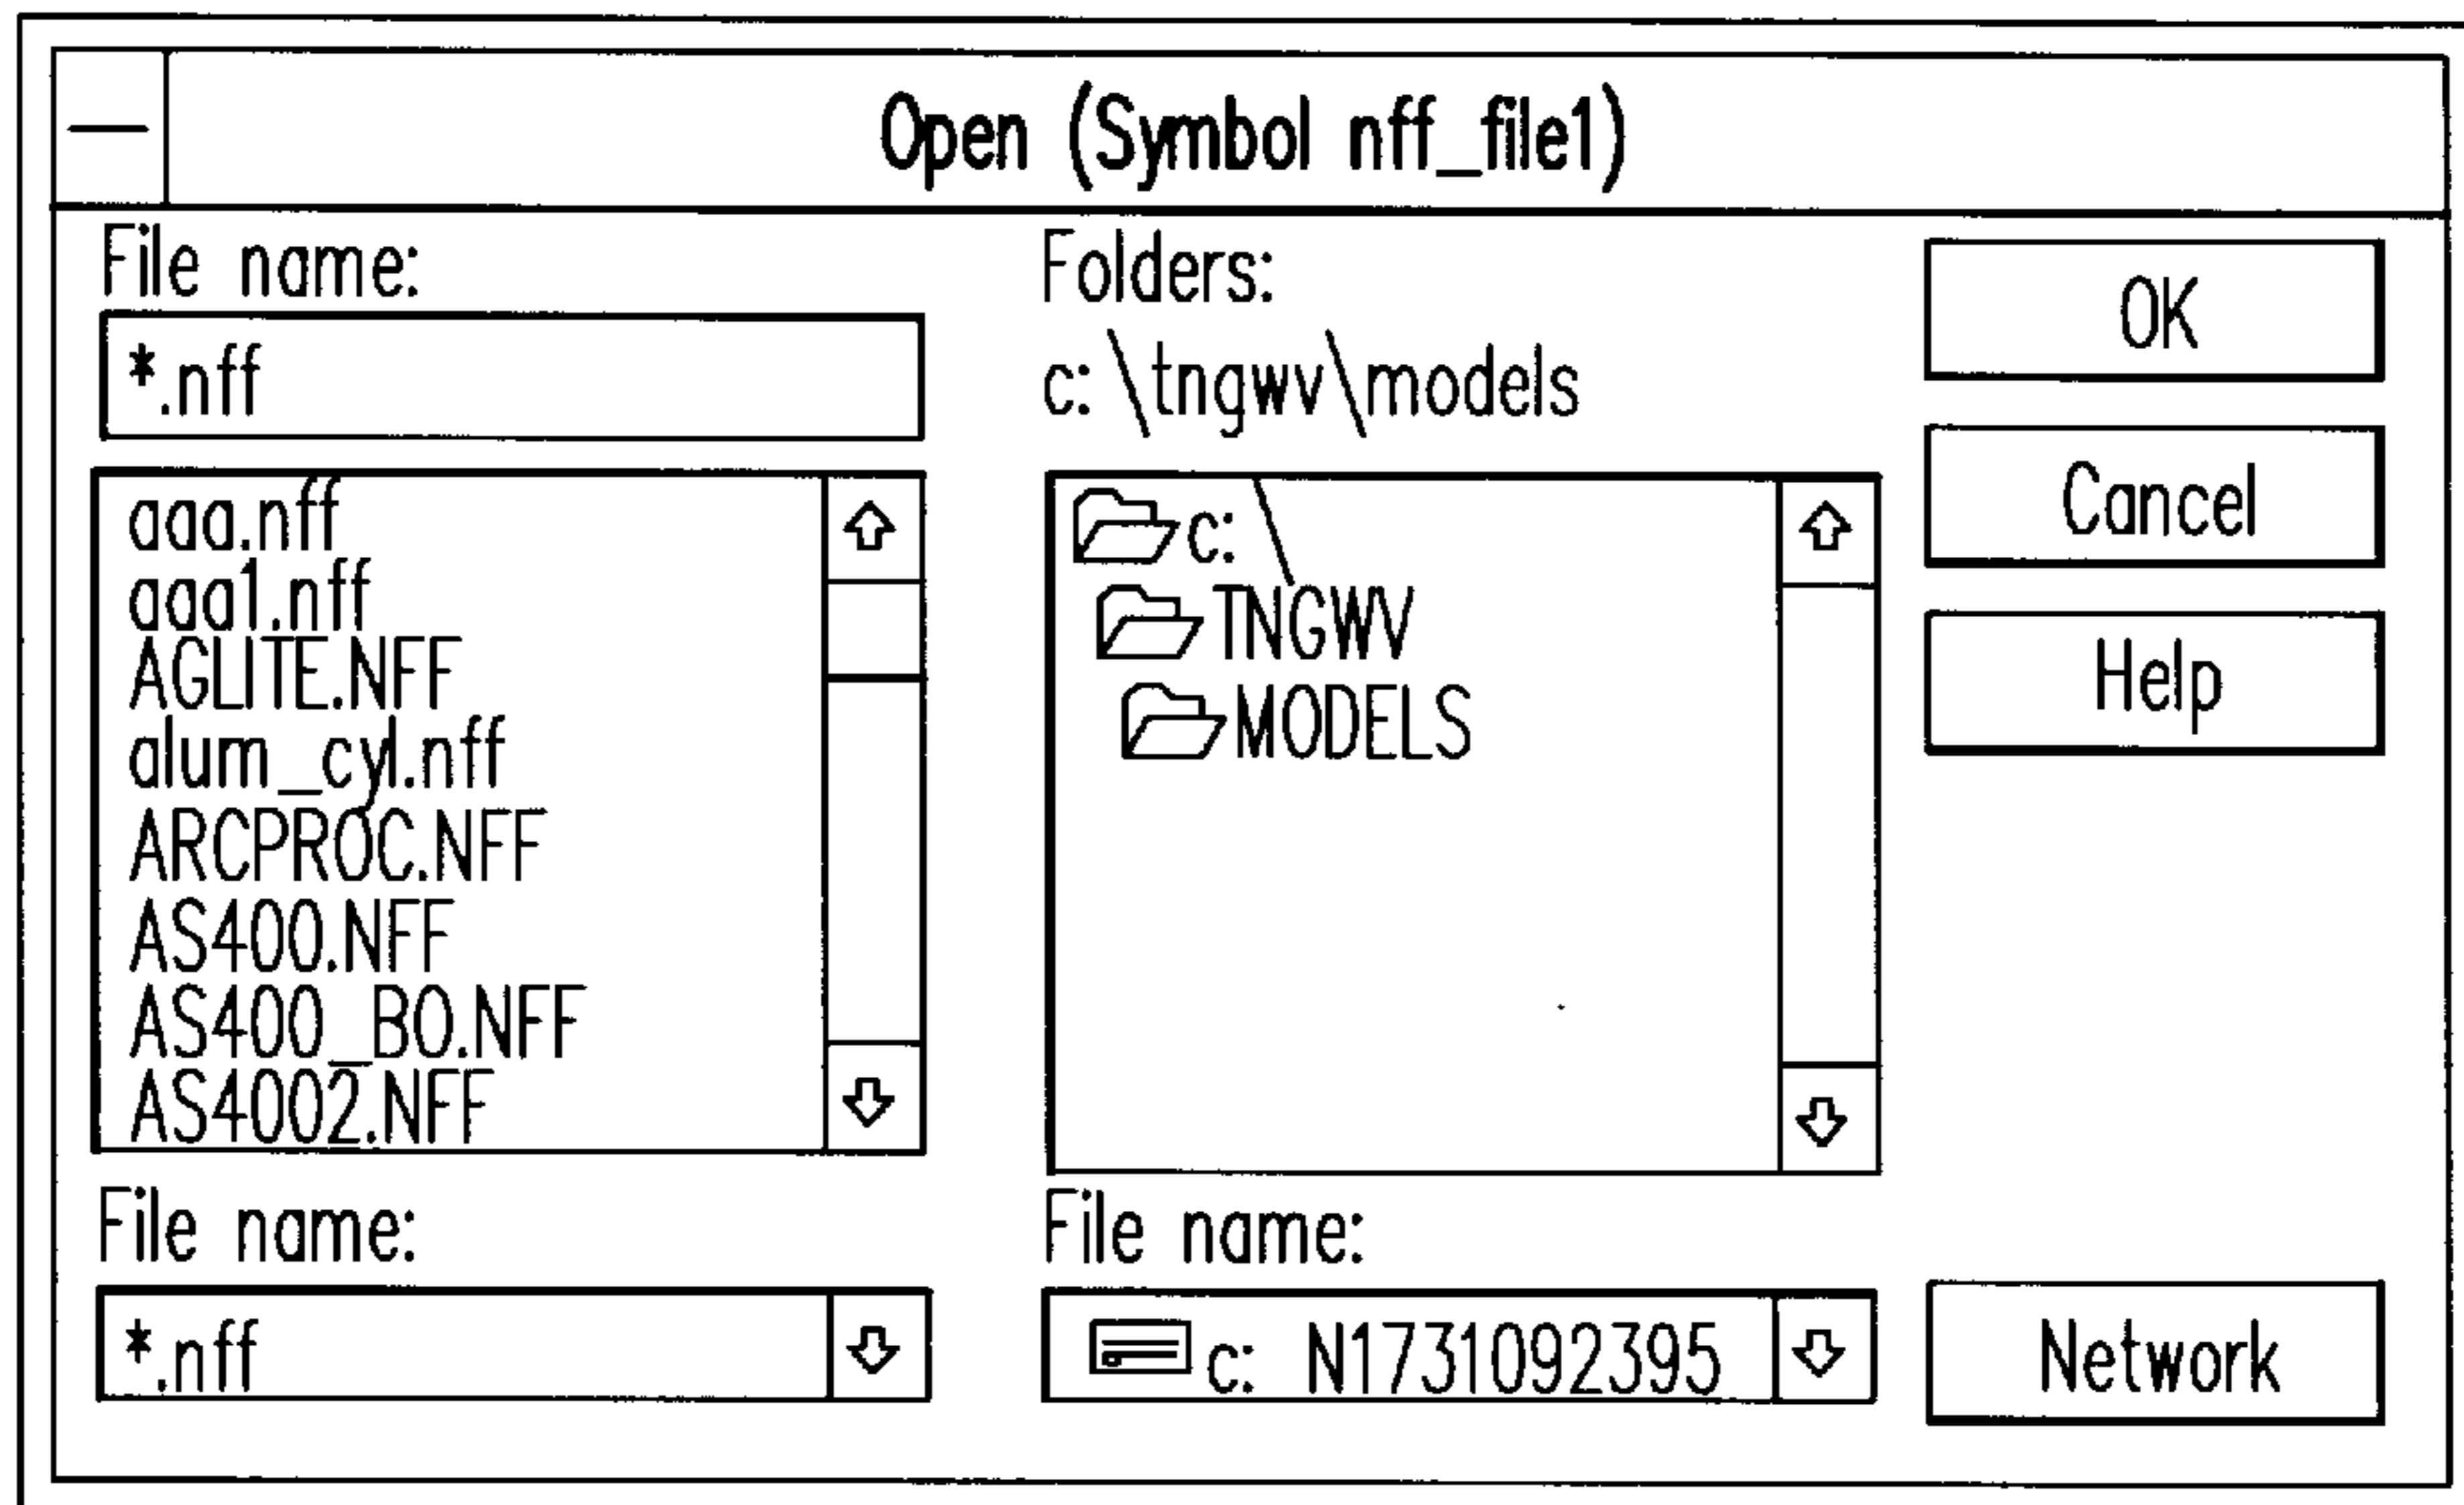 Open (Symbol nff_file1)
File name:
*.nff
aaa.nff
aaa1.nff
AGLITE.NFF
alum_cyl.nff
ARCPROC.NFF
AS400.NFF
AS400_BO.NFF
AS4002.NFF
File name:
*.nff
Folders:
c:\tngwv\models
c:\
TNGWV
MODELS
File name:
c: N1731092395
OK
Cancel
Help
Network